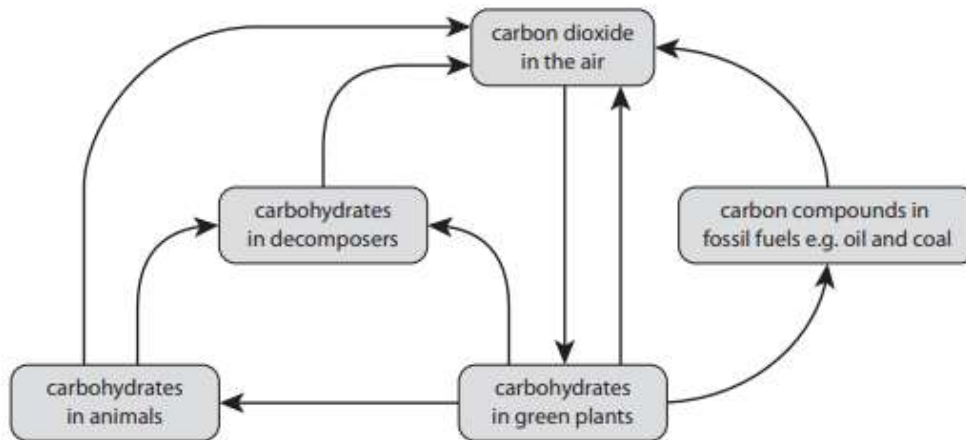 carbon dioxide
in the air
carbohydrates
in decomposers
carbon compounds in
fossil fuels e.g. oil and coal
carbohydrates
in animals
carbohydrates
in green plants